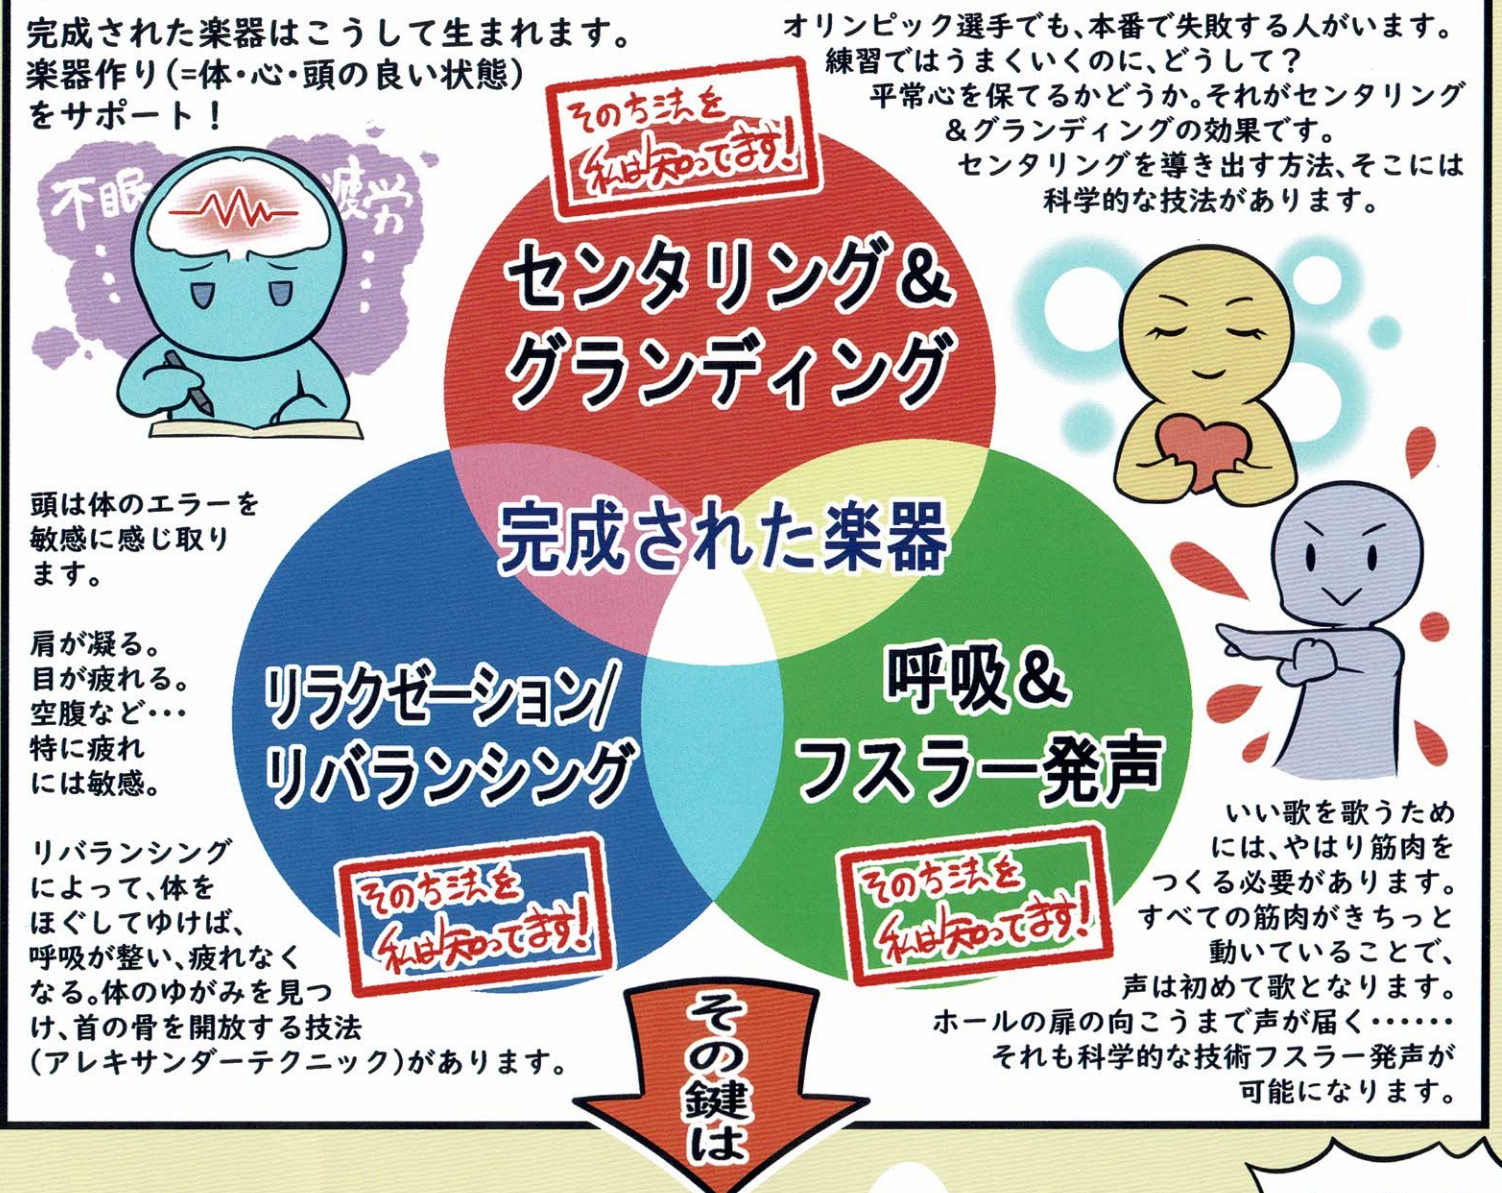 完成された楽器はこうして生まれます。
楽器作り(=体・心・頭の良い状態)
をサポート!
オリンピック選手でも、本番で失敗する人がいます。
練習ではうまくいくのに、どうして?
平常心を保てるかどうか。それがセンタリング
&グランディングの効果です。
センタリングを導き出す方法、そこには
科学的な技法があります。
その方法を
私は知ってます!
不眠
疲労
センタリング&
グランディング
完成された楽器
頭は体のエラーを
敏感に感じ取り
ます。
肩が凝る。
目が疲れる。
空腹など・・・
特に疲れ
には敏感。
リラクゼーション/
リバランシング
呼吸&
フスラー発声
リバランシング
によって、体を
ほぐしてゆけば、
呼吸が整い、疲れなく
なる。体のゆがみを見つ
け、首の骨を開放する技法
(アレキサンダーテクニック)があります。
その方法を
私は知ってます!
その方法を
私は知ってます!
いい歌を歌うため
には、やはり筋肉を
つくる必要があります。
すべての筋肉がきちっと
動いていることで、
声は初めて歌となります。
ホールの扉の向こうまで声が届く・・・・・・
それも科学的な技術フスラー発声が
可能になります。
その鍵は